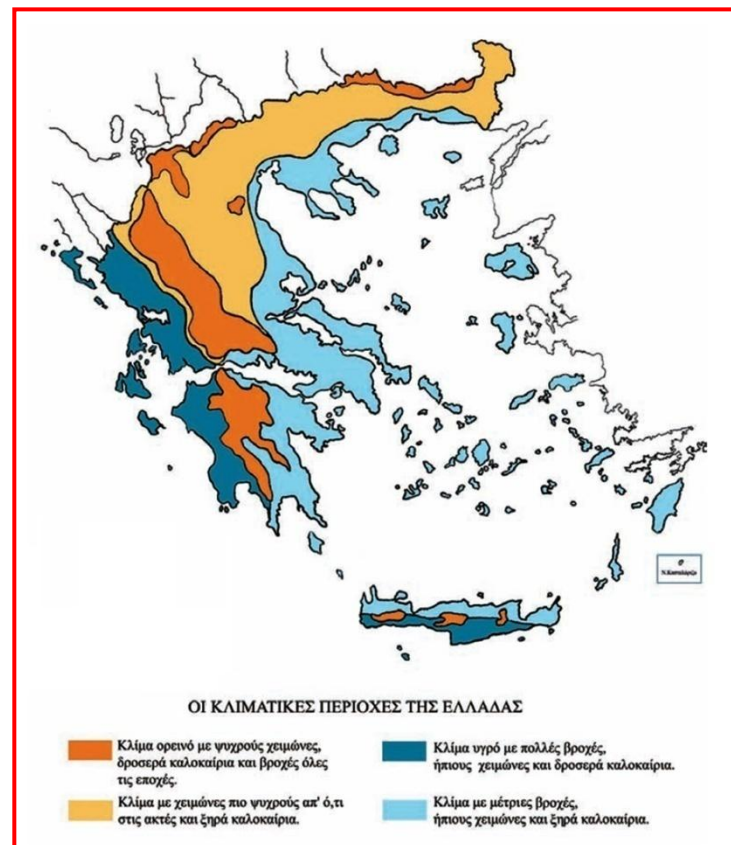 Ν.Καστελόριζο
ΟΙ ΚΛΙΜΑΤΙΚΕΣ ΠΕΡΙΟΧΕΣ ΤΗΣ ΕΛΛΑΔΑΣ
Κλίμα ορεινό με ψυχρούς χειμώνες,
δροσερά καλοκαίρια και βροχές όλες
τις εποχές.
Κλίμα με χειμώνες πιο ψυχρούς απ' ό,τι
στις ακτές και ξηρά καλοκαίρια.
Κλίμα υγρό με πολλές βροχές,
ήπιους χειμώνες και δροσερά καλοκαίρια.
Κλίμα με μέτριες βροχές,
ήπιους χειμώνες και ξηρά καλοκαίρια.